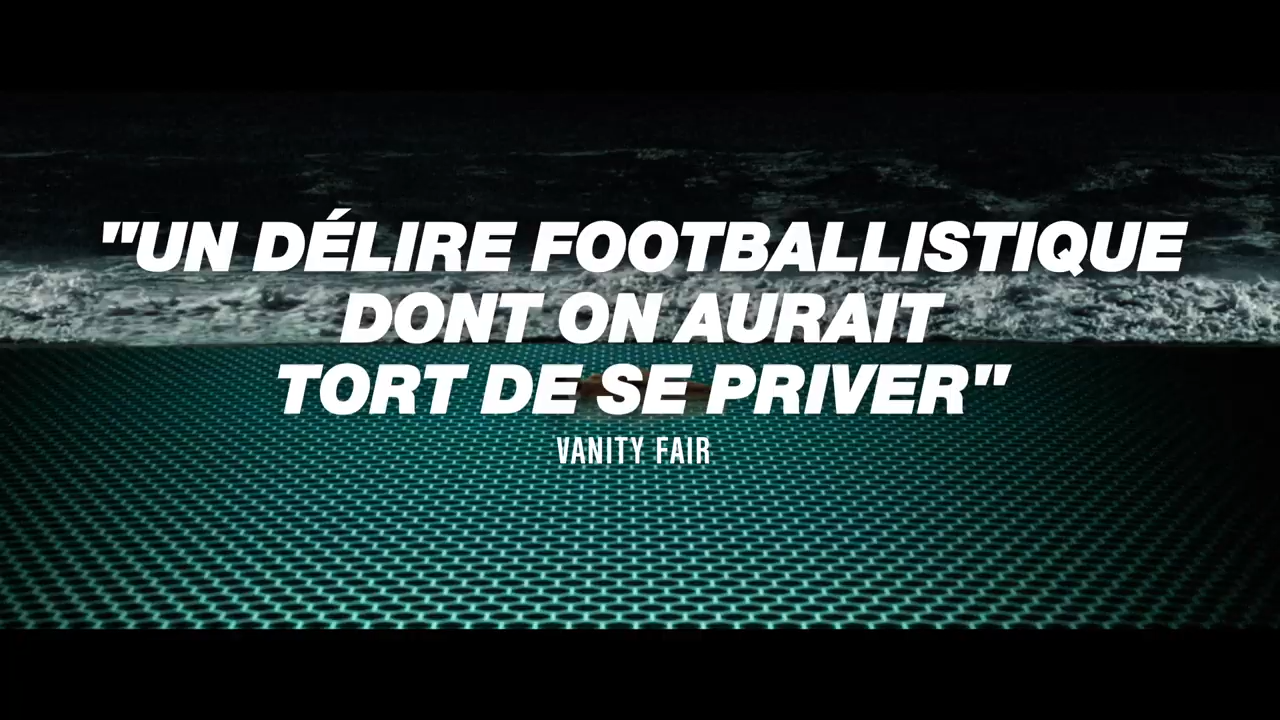 "UN DÉLIRE FOOTBALLISTIQUE
DONT ON AURAIT
TORT DE SE PRIVER"
VANITY FAIR